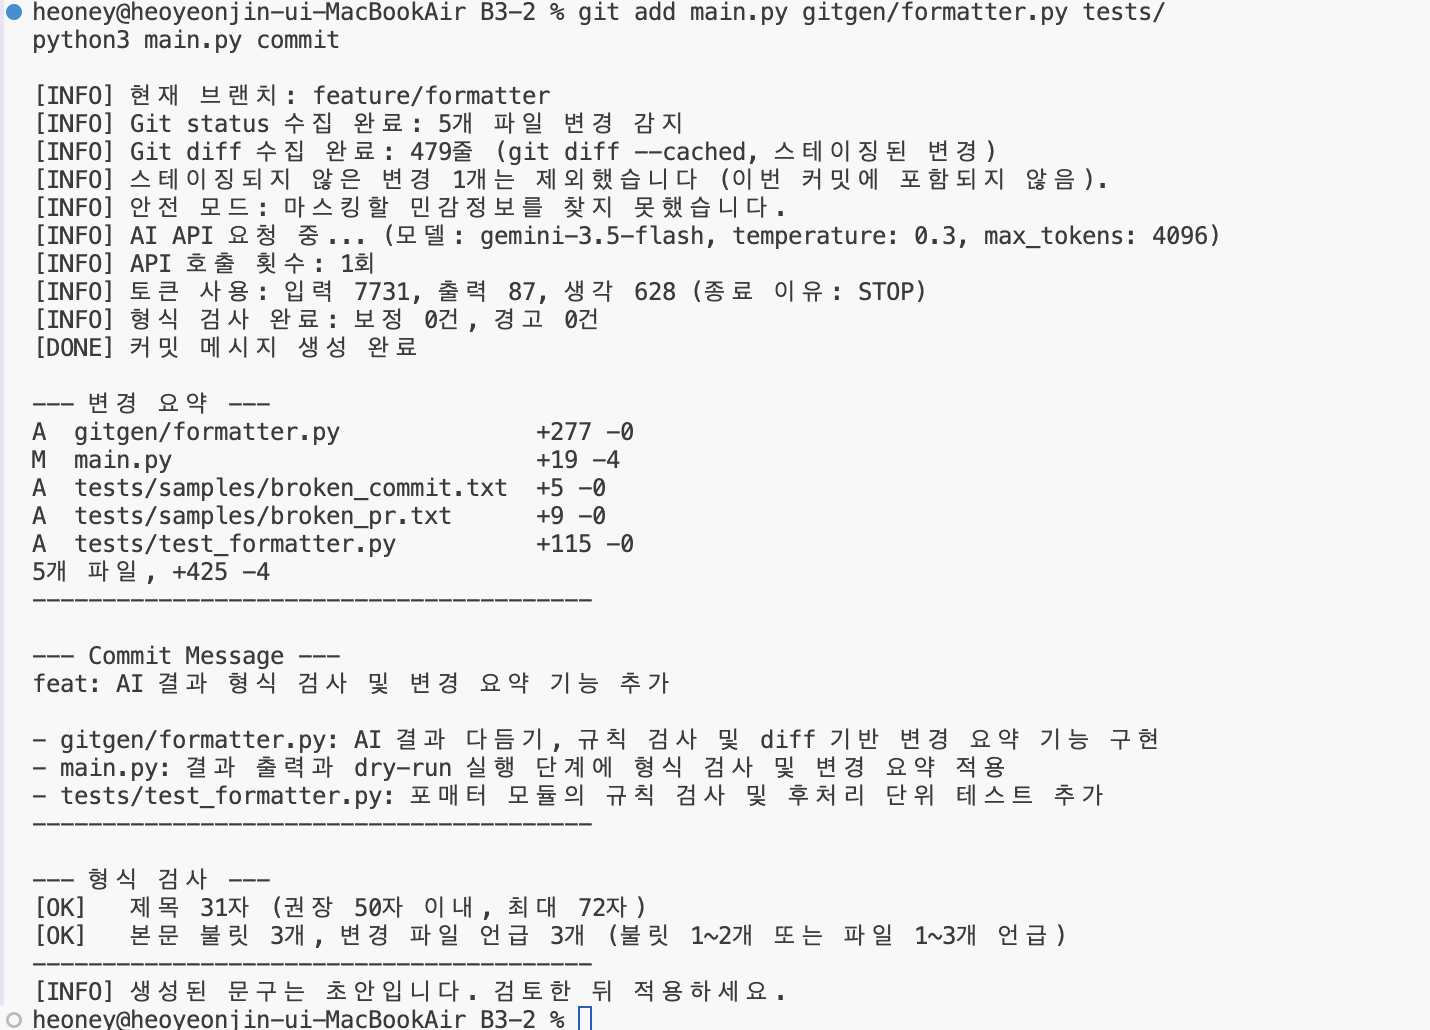 heoney@heoyeonjin-ui-MacBookAir B3-2 % git add main.py gitgen/formatter.py tests/
python3 main.py commit
[INFO] 현재 브랜치: feature/formatter
[INFO] Git status 수집 완료: 5개 파일 변경 감지
[INFO] Git diff 수집 완료: 479줄 (git diff --cached, 스테이징된 변경)
[INFO] 스테이징되지 않은 변경 1개는 제외했습니다 (이번 커밋에 포함되지 않음).
[INFO] 안전 모드: 마스킹할 민감정보를 찾지 못했습니다.
[INFO] AI API 요청 중... (모델: gemini-3.5-flash, temperature: 0.3, max_tokens: 4096)
[INFO] API 호출 횟수: 1회
[INFO] 토큰 사용: 입력 7731, 출력 87, 생각 628 (종료 이유: STOP)
[INFO] 형식 검사 완료: 보정 0건, 경고 0건
[DONE] 커밋 메시지 생성 완료
--- 변경 요약 ---
A  gitgen/formatter.py              +277 -0
M  main.py                          +19 -4
A  tests/samples/broken_commit.txt  +5 -0
A  tests/samples/broken_pr.txt      +9 -0
A  tests/test_formatter.py          +115 -0
5개 파일, +425 -4
----------------------------------------
--- Commit Message ---
feat: AI 결과 형식 검사 및 변경 요약 기능 추가
- gitgen/formatter.py: AI 결과 다듬기, 규칙 검사 및 diff 기반 변경 요약 기능 구현
- main.py: 결과 출력과 dry-run 실행 단계에 형식 검사 및 변경 요약 적용
- tests/test_formatter.py: 포매터 모듈의 규칙 검사 및 후처리 단위 테스트 추가
----------------------------------------
--- 형식 검사 ---
[OK]   제목 31자 (권장 50자 이내, 최대 72자)
[OK]   본문 불릿 3개, 변경 파일 언급 3개 (불릿 1~2개 또는 파일 1~3개 언급)
----------------------------------------
[INFO] 생성된 문구는 초안입니다. 검토한 뒤 적용하세요.
heoney@heoyeonjin-ui-MacBookAir B3-2 %